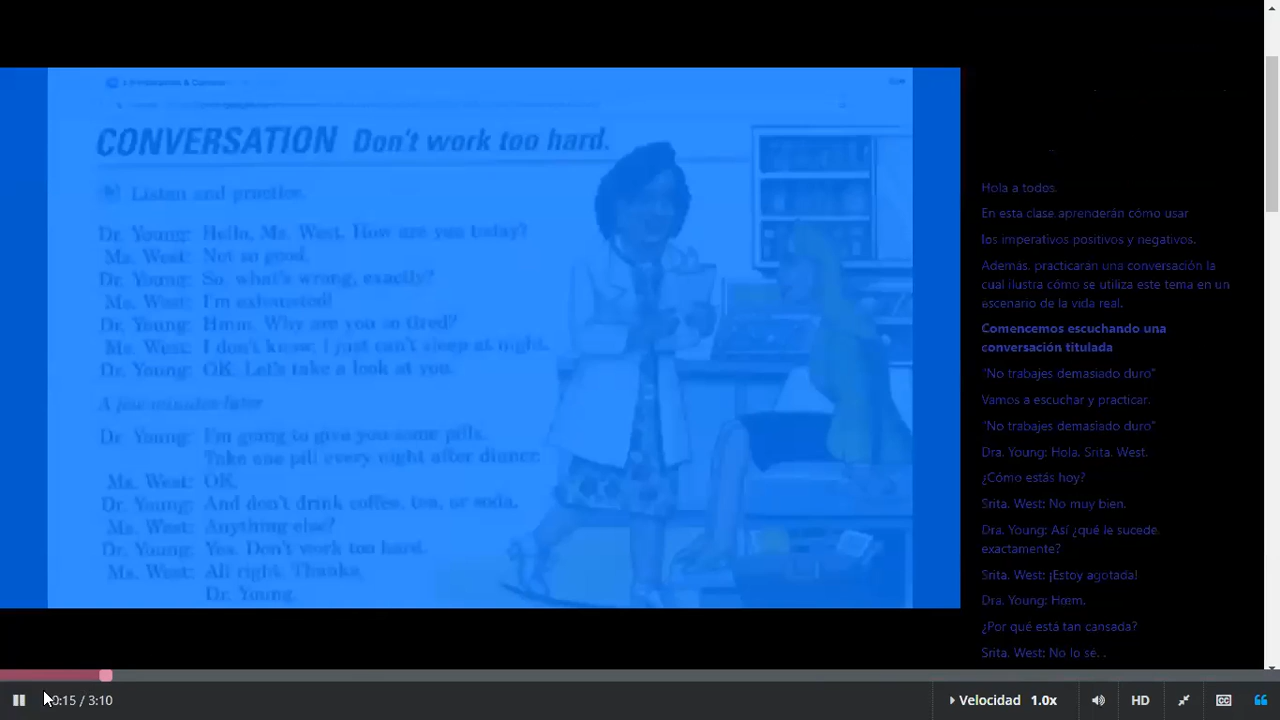 CONVERSATION Don't work too hard.
Listen and practice.
Dr. Young: Hello, Ms. West. How are you today?
Ms. West: Not so good.
Dr. Young: So, what's wrong, exactly?
Ms. West: I'm exhausted!
Dr. Young: Hmm. Why are you so tired?
Ms. West: I don't know. I just can't sleep at night.
Dr. Young: OK. Let's take a look at you.
A few minutes later
Dr. Young: I'm going to give you some pills.
Take one pill every night after dinner.
Ms. West: OK.
Dr. Young: And don't drink coffee, tea, or soda.
Ms. West: Anything else?
Dr. Young: Yes. Don't work too hard.
Ms. West: All right. Thanks,
Dr. Young.
Hola a todos.
En esta clase aprenderán cómo usar
los imperativos positivos y negativos.
Además, practicarán una conversación la
cual ilustra cómo se utiliza este tema en un
escenario de la vida real.
Comencemos escuchando una
conversación titulada
"No trabajes demasiado duro"
Vamos a escuchar y practicar.
"No trabajes demasiado duro"
Dra. Young: Hola, Srita. West.
¿Cómo estás hoy?
Srita. West: No muy bien.
Dra. Young: Así ¿qué le sucede,
exactamente?
Srita. West: ¡Estoy agotada!
Dra. Young: Hmm.
¿Por qué está tan cansada?
Srita. West: No lo sé. .
0:15 / 3:10
Velocidad 1.0x
HD
CC